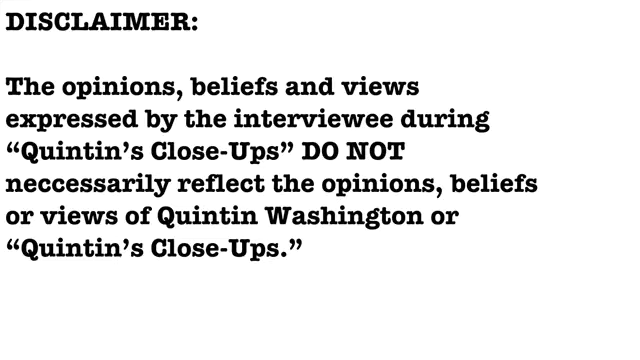 DISCLAIMER:
The opinions, beliefs and views
expressed by the interviewee during
“Quintin’s Close-Ups” DO NOT
neccessarily reflect the opinions, beliefs
or views of Quintin Washington or
“Quintin’s Close-Ups.”